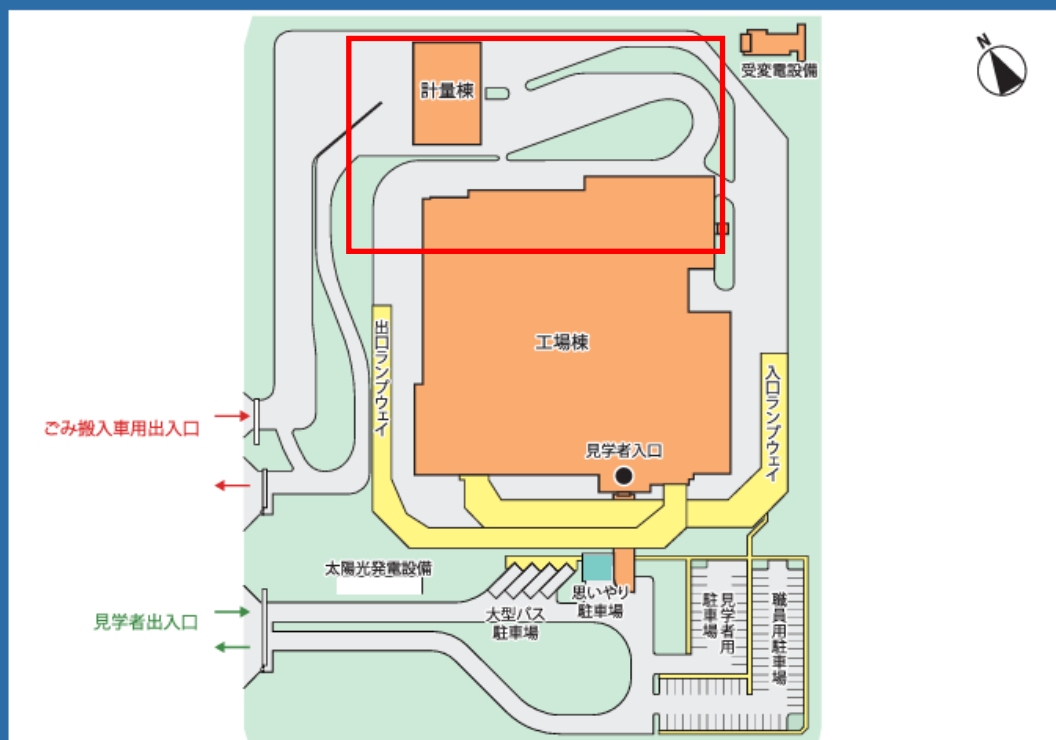 N
受変電設備
計量棟
工場棟
出口ランプウェイ
入口ランプウェイ
ごみ搬入車用出入口
見学者入口
太陽光発電設備
大型バス
駐車場
思いやり
駐車場
見学者用
駐車場
職員用駐車場
見学者出入口